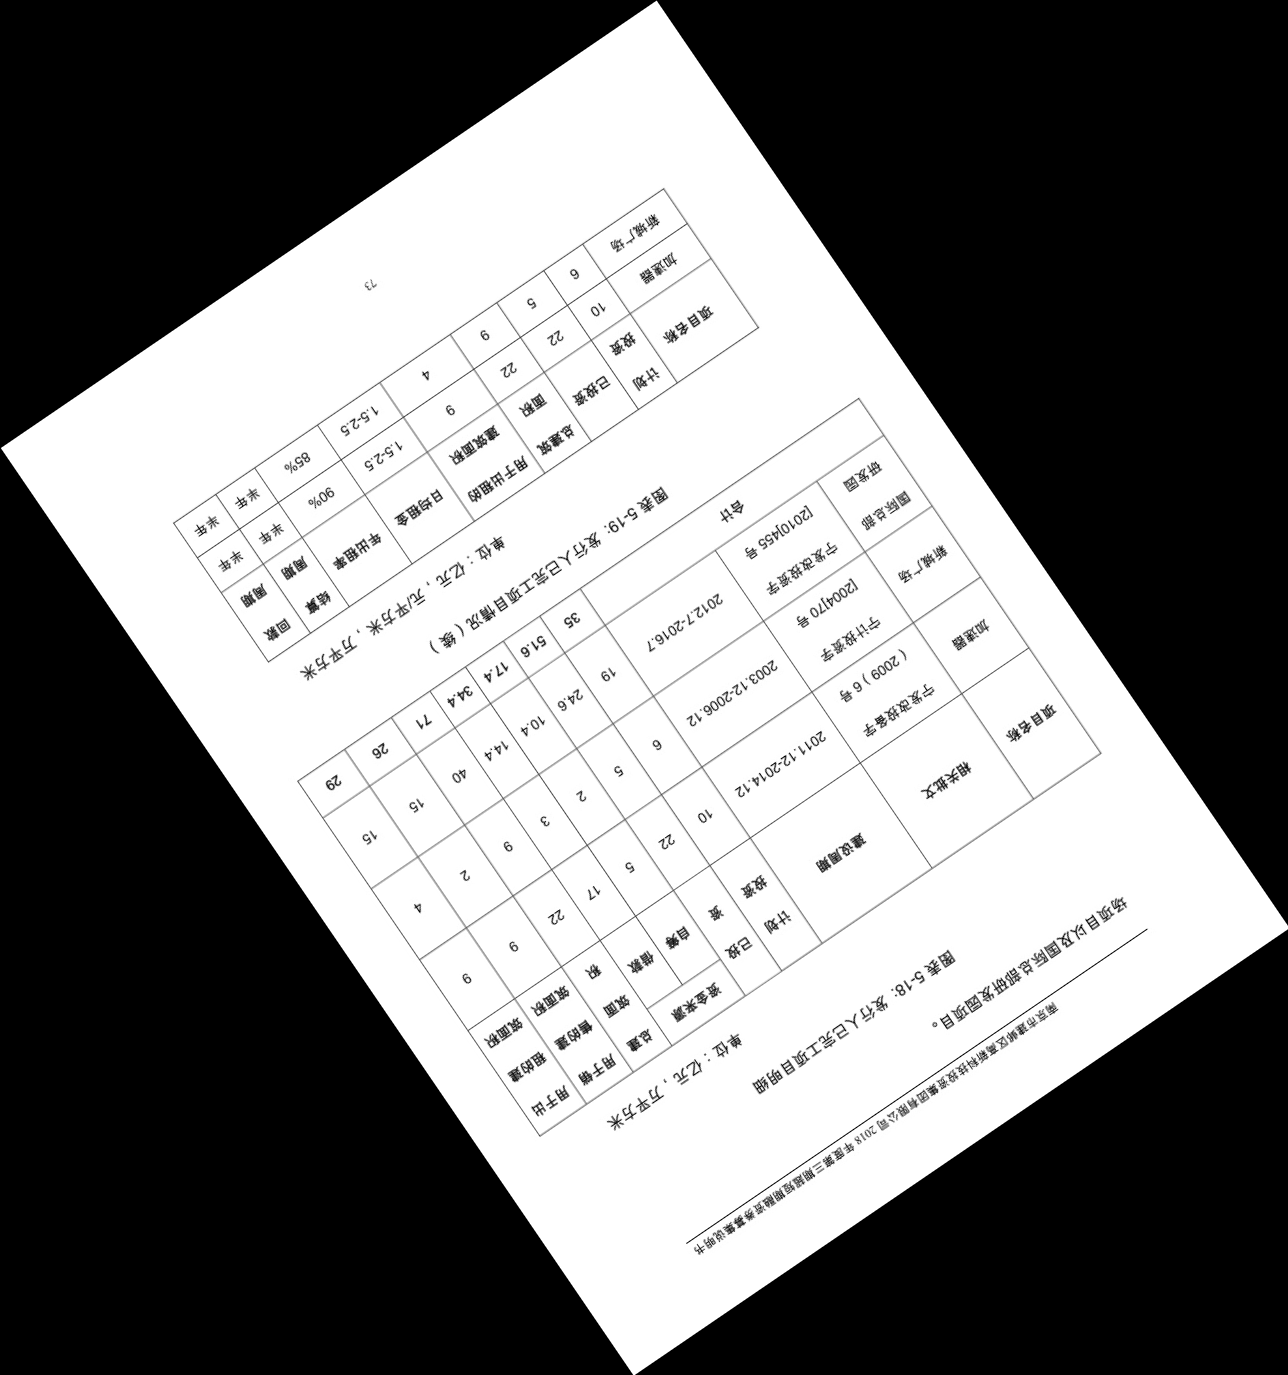 南京市建邺区高新科技投资集团有限公司 2018 年度第三期超短期融资券募集说明书
场项目以及国际总部研发园项目。
图表 5-18：发行人已完工项目明细
单位：亿元，万平方米
项目名称 相关批文 建设周期 计划投资 已投资 资金来源 总建筑面积 用于销售的建筑面积 用于出租的建筑面积
自筹 借款
加速器 宁发改投备字（2009）6号 2011.12-2014.12 10 22 5 17 22 9 9
新城广场 宁计投资字[2004]70号 2003.12-2006.12 6 5 2 3 9 2 4
国际总部研发园 宁发改投资字[2010]455号 2012.7-2016.7 19 24.6 10.4 14.4 40 15 15
合计 35 51.6 17.4 34.4 71 26 29
图表 5-19：发行人已完工项目情况（续）
单位：亿元，元/平方米，万平方米
项目名称 计划投资 已投资 总建筑面积 用于出租的建筑面积 日均租金 年出租率 结算周期 回款周期
加速器 10 22 22 9 1.5-2.5 90% 半年 半年
新城广场 6 5 9 4 1.5-2.5 85% 半年 半年
73